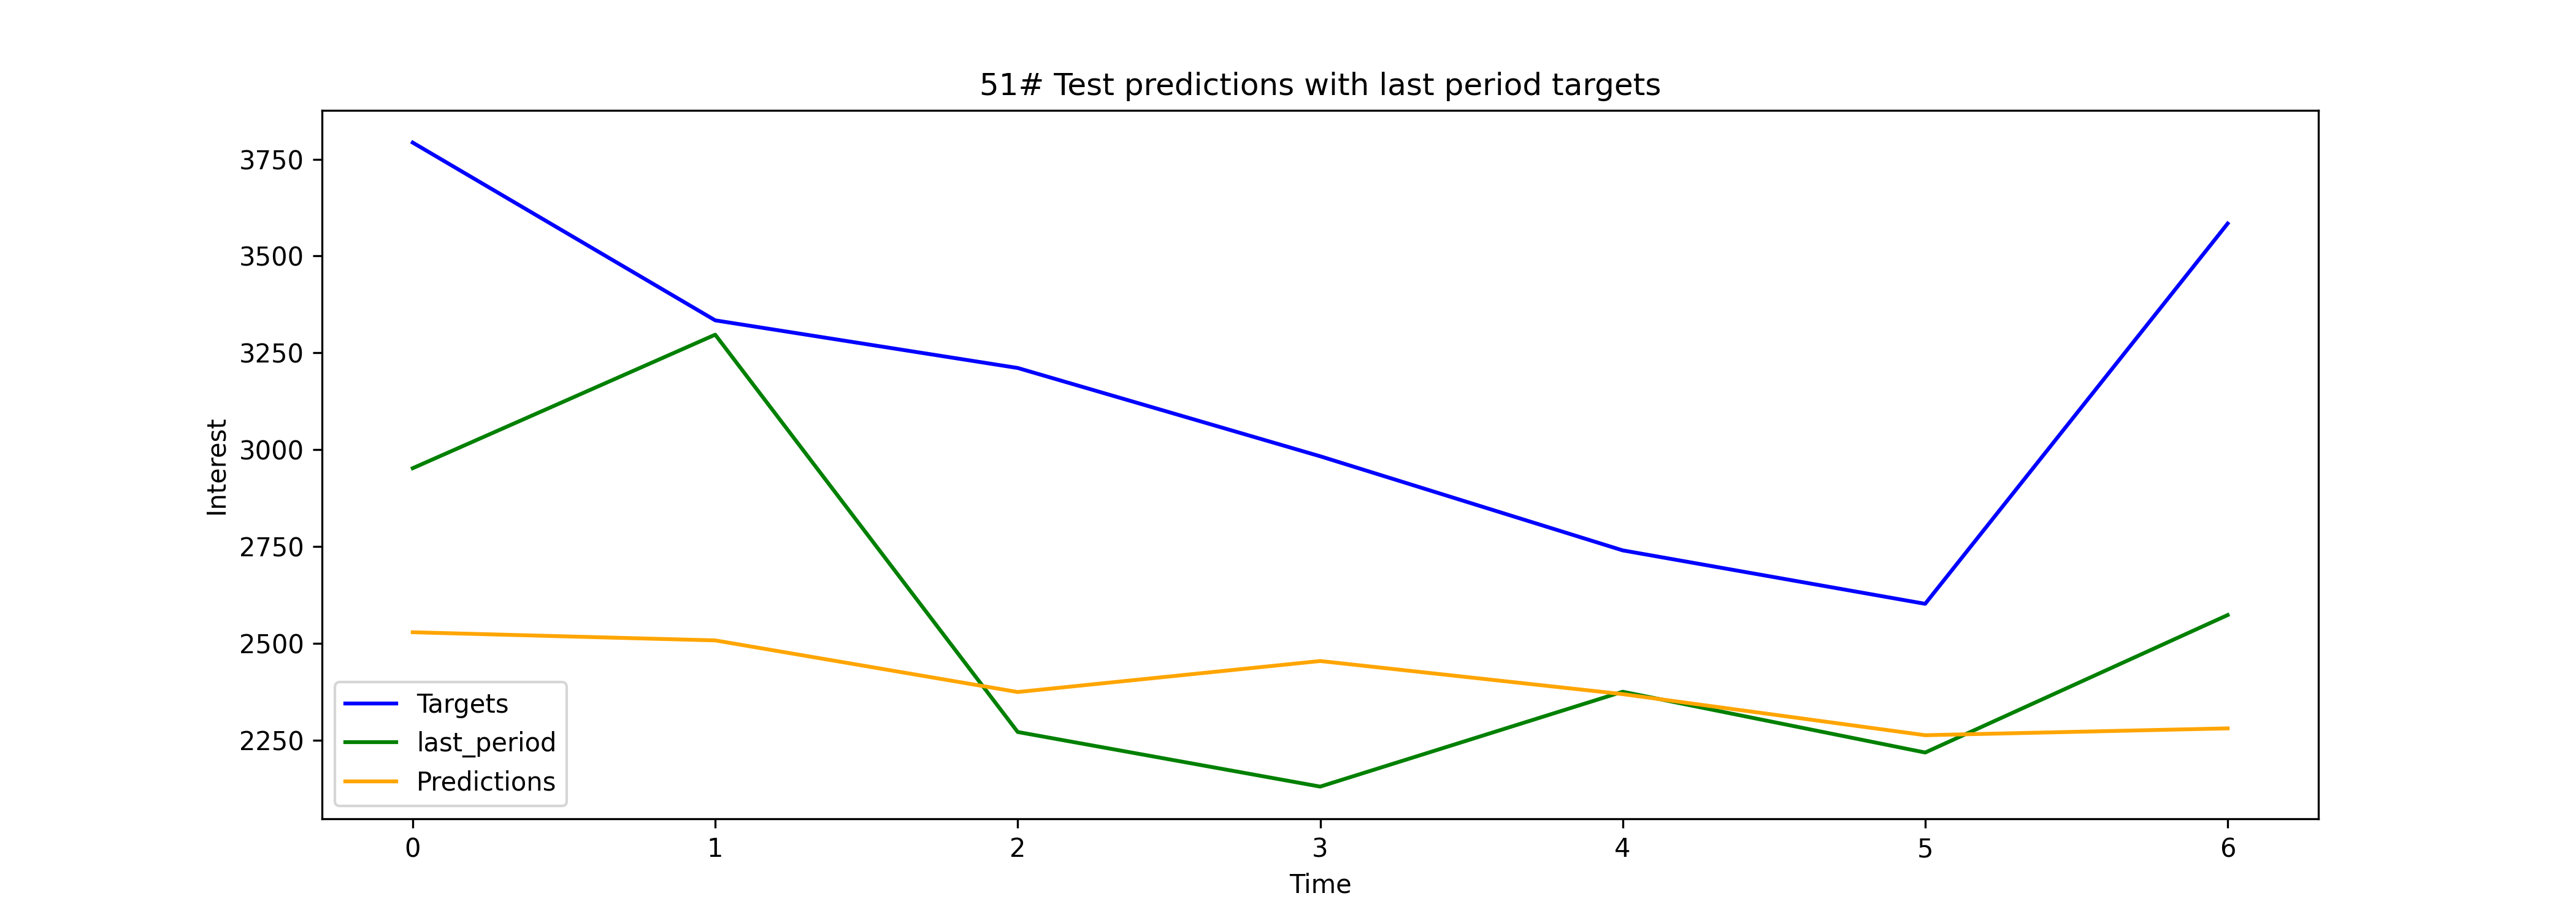 51# Test predictions with last period targets
3750
3500
3250
3000
2750
2500
2250
Interest
Targets
last_period
Predictions
0 1 2 3 4 5 6
Time